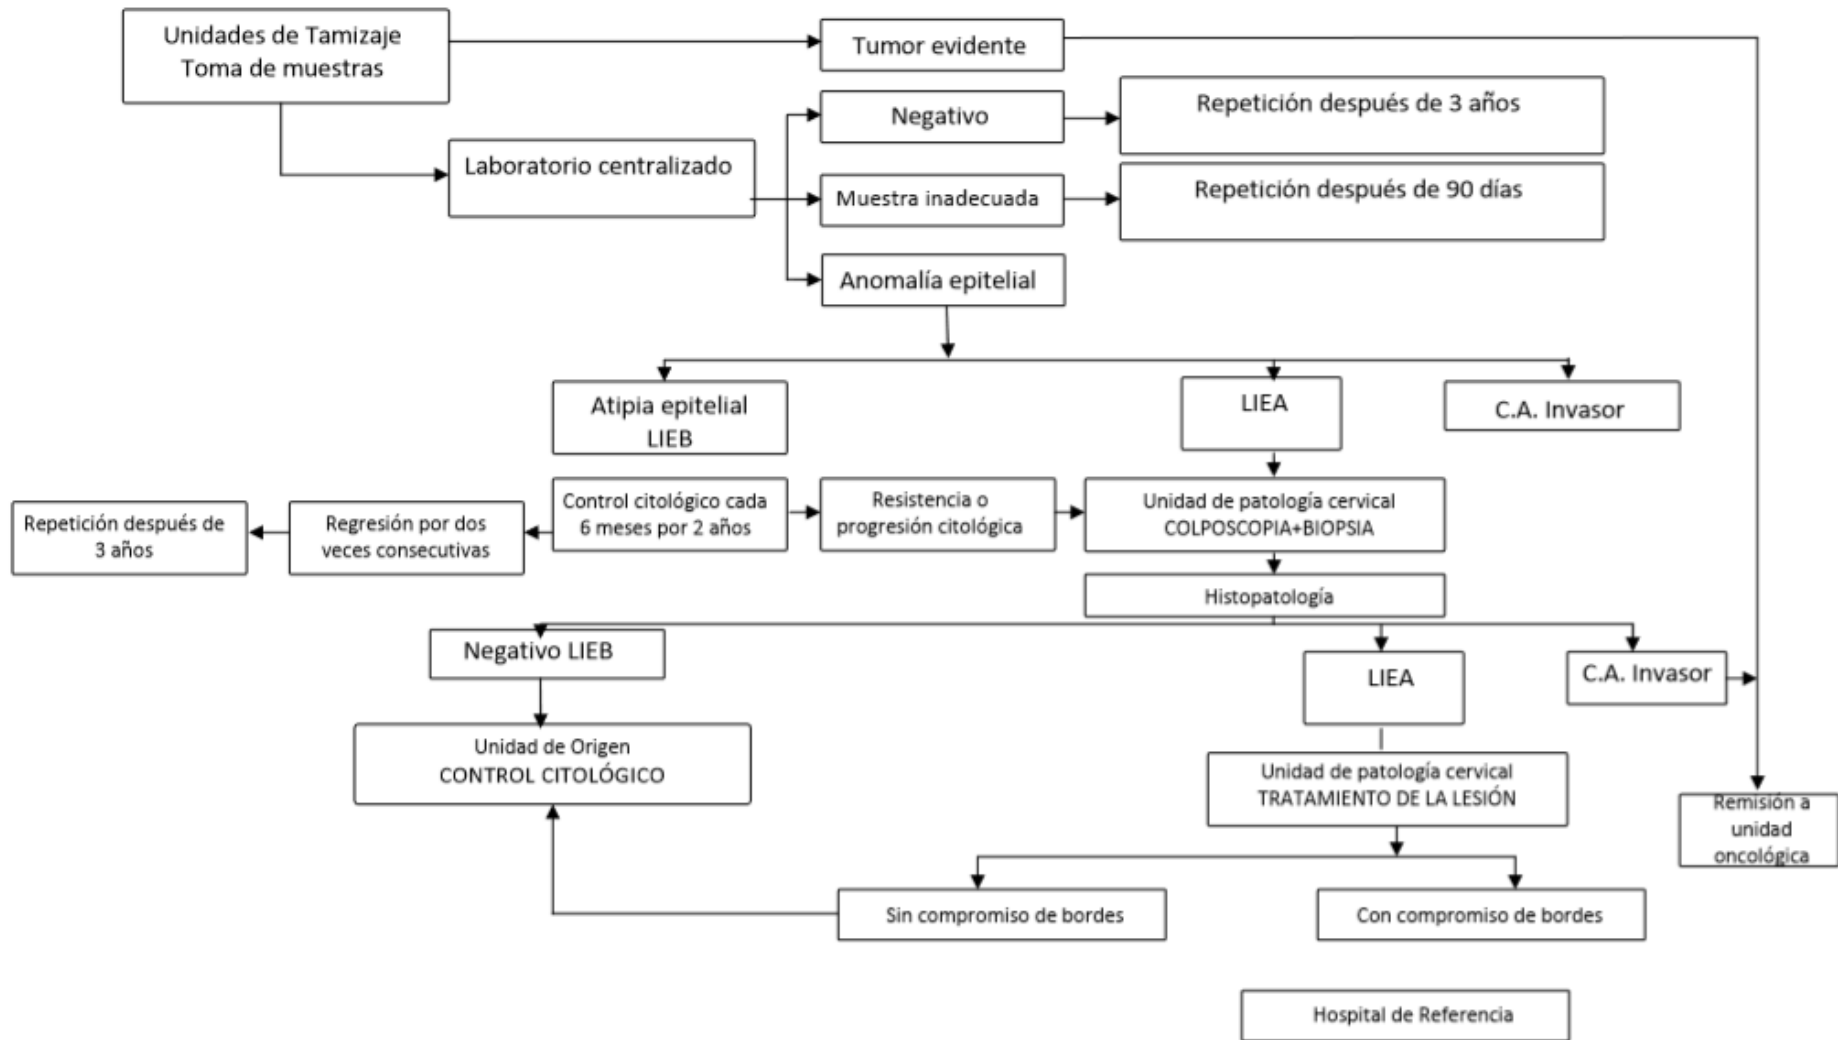 Unidades de Tamizaje
Toma de muestras
Tumor evidente
Negativo
Repetición después de 3 años
Laboratorio centralizado
Muestra inadecuada
Repetición después de 90 días
Anomalía epitelial
Atipia epitelial
LIEB
LIEA
C.A. Invasor
Repetición después de
3 años
Regresión por dos
veces consecutivas
Control citológico cada
6 meses por 2 años
Resistencia o
progresión citológica
Unidad de patología cervical
COLPOSCOPIA+BIOPSIA
Histopatología
Negativo LIEB
LIEA
C.A. Invasor
Unidad de Origen
CONTROL CITOLÓGICO
Unidad de patología cervical
TRATAMIENTO DE LA LESIÓN
Remisión a
unidad
oncológica
Sin compromiso de bordes
Con compromiso de bordes
Hospital de Referencia